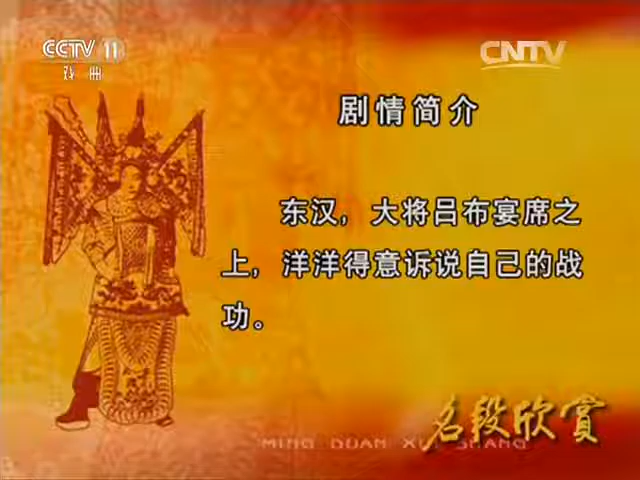 CCTV 11
戏曲
CNTV
剧情简介
东汉，大将吕布宴席之
上，洋洋得意诉说自己的战
功。
名段欣赏
MING DUAN XIN SHANG